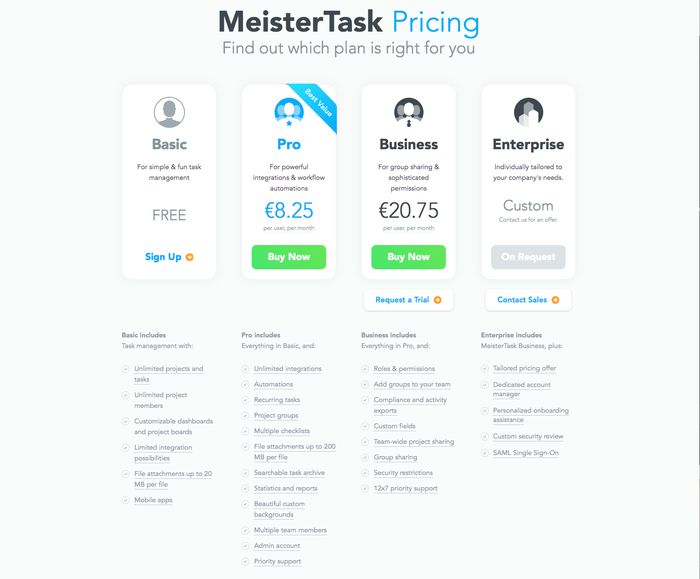 MeisterTask Pricing
Find out which plan is right for you
Best Value
Basic
For simple & fun task
management
FREE
Sign Up
Pro
For powerful
integrations & workflow
automations
€8.25
per user, per month
Buy Now
Business
For group sharing &
sophisticated
permissions
€20.75
per user, per month
Buy Now
Request a Trial
Enterprise
Individually tailored to
your company's needs.
Custom
Contact us for an offer.
On Request
Contact Sales
Basic includes
Task management with:
Unlimited projects and
tasks
Unlimited project
members
Customizable dashboards
and project boards
Limited integration
possibilities
File attachments up to 20
MB per file
Mobile apps
Pro includes
Everything in Basic, and:
Unlimited integrations
Automations
Recurring tasks
Project groups
Multiple checklists
File attachments up to 200
MB per file
Searchable task archive
Statistics and reports
Beautiful custom
backgrounds
Multiple team members
Admin account
Priority support
Business includes
Everything in Pro, and:
Roles & permissions
Add groups to your team
Compliance and activity
exports
Custom fields
Team-wide project sharing
Group sharing
Security restrictions
12x7 priority support
Enterprise includes
MeisterTask Business, plus:
Tailored pricing offer
Dedicated account
manager
Personalized onboarding
assistance
Custom security review
SAML Single Sign-On